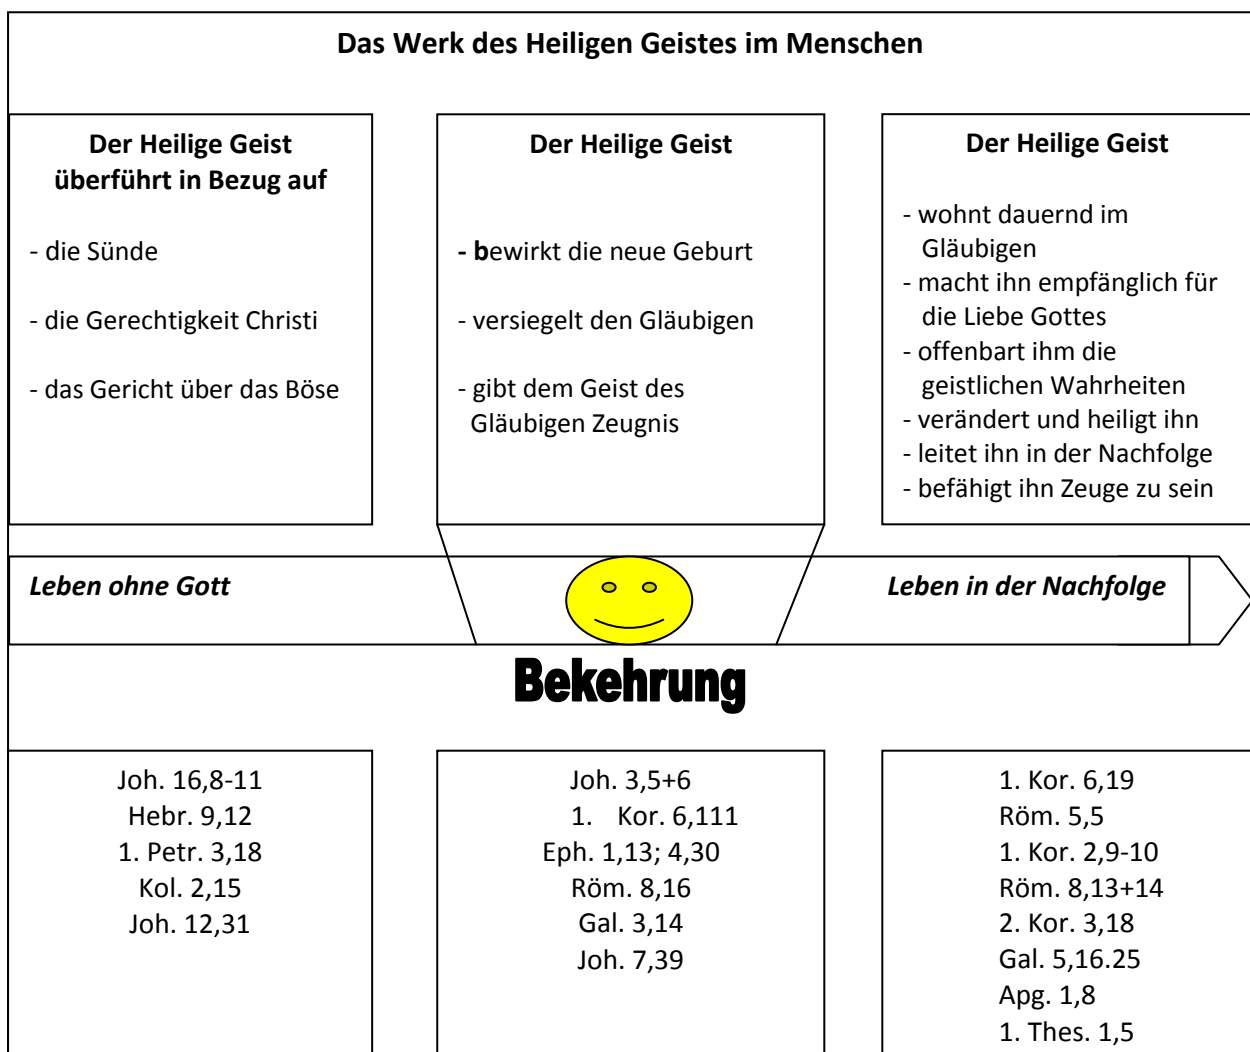 Das Werk des Heiligen Geistes im Menschen
Der Heilige Geist
überführt in Bezug auf
- die Sünde
- die Gerechtigkeit Christi
- das Gericht über das Böse
Der Heilige Geist
- bewirkt die neue Geburt
- versiegelt den Gläubigen
- gibt dem Geist des
Gläubigen Zeugnis
Der Heilige Geist
- wohnt dauernd im
Gläubigen
- macht ihn empfänglich für
die Liebe Gottes
- offenbart ihm die
geistlichen Wahrheiten
- verändert und heiligt ihn
- leitet ihn in der Nachfolge
- befähigt ihn Zeuge zu sein
Leben ohne Gott
Leben in der Nachfolge
Bekehrung
Joh. 16,8-11
Hebr. 9,12
1. Petr. 3,18
Kol. 2,15
Joh. 12,31
Joh. 3,5+6
1. Kor. 6,111
Eph. 1,13; 4,30
Röm. 8,16
Gal. 3,14
Joh. 7,39
1. Kor. 6,19
Röm. 5,5
1. Kor. 2,9-10
Röm. 8,13+14
2. Kor. 3,18
Gal. 5,16.25
Apg. 1,8
1. Thes. 1,5